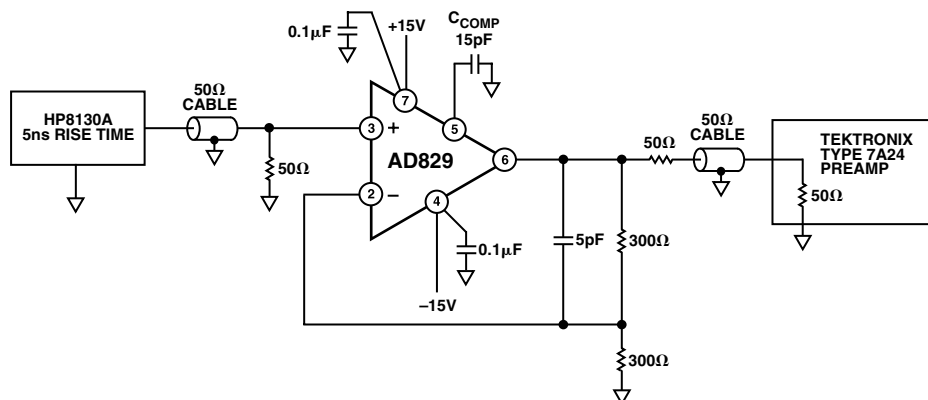 0.1µF
+15V
C_COMP
15pF
50Ω
CABLE
HP8130A
5ns RISE TIME
7
3
+
5
50Ω
AD829
6
2
–
4
0.1µF
–15V
5pF
300Ω
300Ω
50Ω
50Ω
CABLE
TEKTRONIX
TYPE 7A24
PREAMP
50Ω